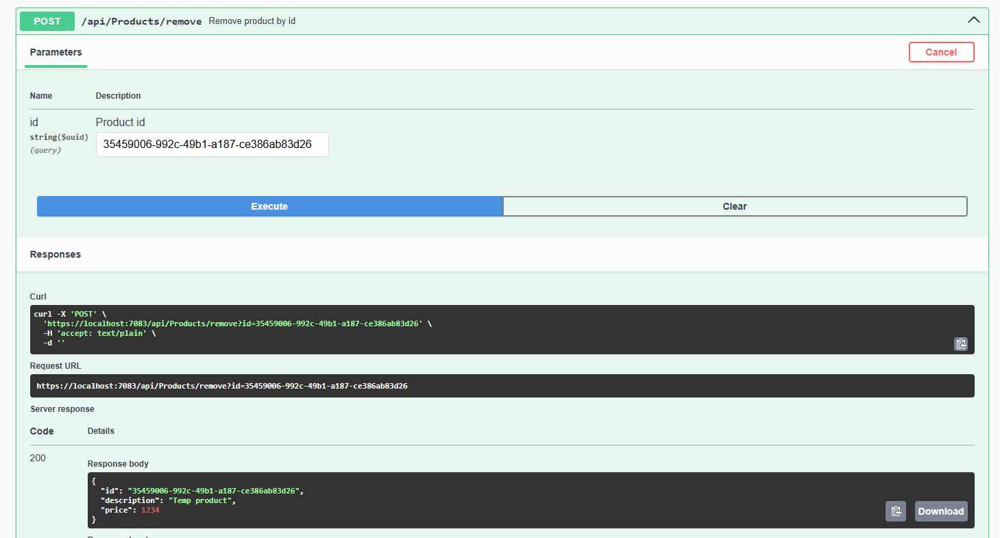 POST /api/Products/remove Remove product by id
Parameters
Cancel
Name Description
id
string($uuid)
(query)
Product id
35459006-992c-49b1-a187-ce386ab83d26
Execute
Clear
Responses
Curl
curl -X 'POST' \
  'https://localhost:7083/api/Products/remove?id=35459006-992c-49b1-a187-ce386ab83d26' \
  -H 'accept: text/plain' \
  -d ''
Request URL
https://localhost:7083/api/Products/remove?id=35459006-992c-49b1-a187-ce386ab83d26
Server response
Code Details
200
Response body
{
  "id": "35459006-992c-49b1-a187-ce386ab83d26",
  "description": "Temp product",
  "price": 1234
}
Download